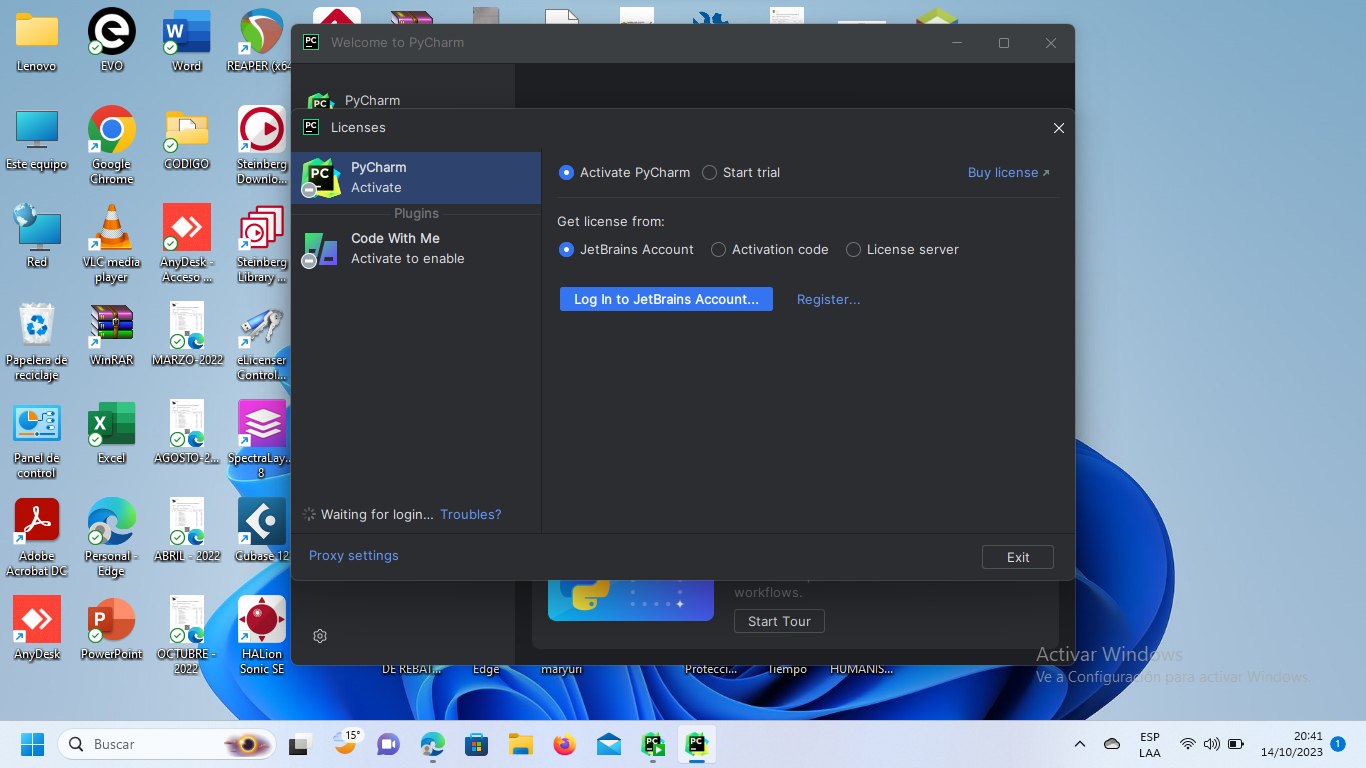 Lenovo
EVO
Word
REAPER (x64
Este equipo
Google
Chrome
CODIGO
Steinberg
Downlo...
Red
VLC media
player
AnyDesk -
Acceso ...
Steinberg
Library ...
Papelera de
reciclaje
WinRAR
MARZO-2022
eLicenser
Control...
Panel de
control
Excel
AGOSTO-2...
SpectraLay...
8
Adobe
Acrobat DC
Personal -
Edge
ABRIL - 2022
Cubase 12
AnyDesk
PowerPoint
OCTUBRE -
2022
HALion
Sonic SE
Welcome to PyCharm
PyCharm
Licenses
PyCharm
Activate
Plugins
Code With Me
Activate to enable
Activate PyCharm
Start trial
Buy license
Get license from:
JetBrains Account
Activation code
License server
Log In to JetBrains Account...
Register...
Waiting for login...
Troubles?
Proxy settings
Exit
workflows.
Start Tour
DE REBAT...
Edge
maryuri
Protecci...
Tiempo
HUMANIS...
Activar Windows
Ve a Configuración para activar Windows.
Buscar
15°
ESP
LAA
20:41
14/10/2023
1